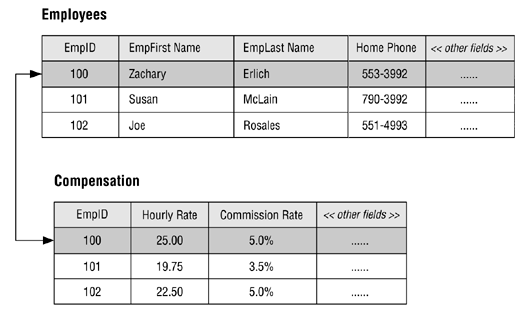 Employees
EmpID EmpFirst Name EmpLast Name Home Phone << other fields >>
100 Zachary Erlich 553-3992 ......
101 Susan McLain 790-3992 ......
102 Joe Rosales 551-4993 ......
Compensation
EmpID Hourly Rate Commission Rate << other fields >>
100 25.00 5.0% ......
101 19.75 3.5% ......
102 22.50 5.0% ......